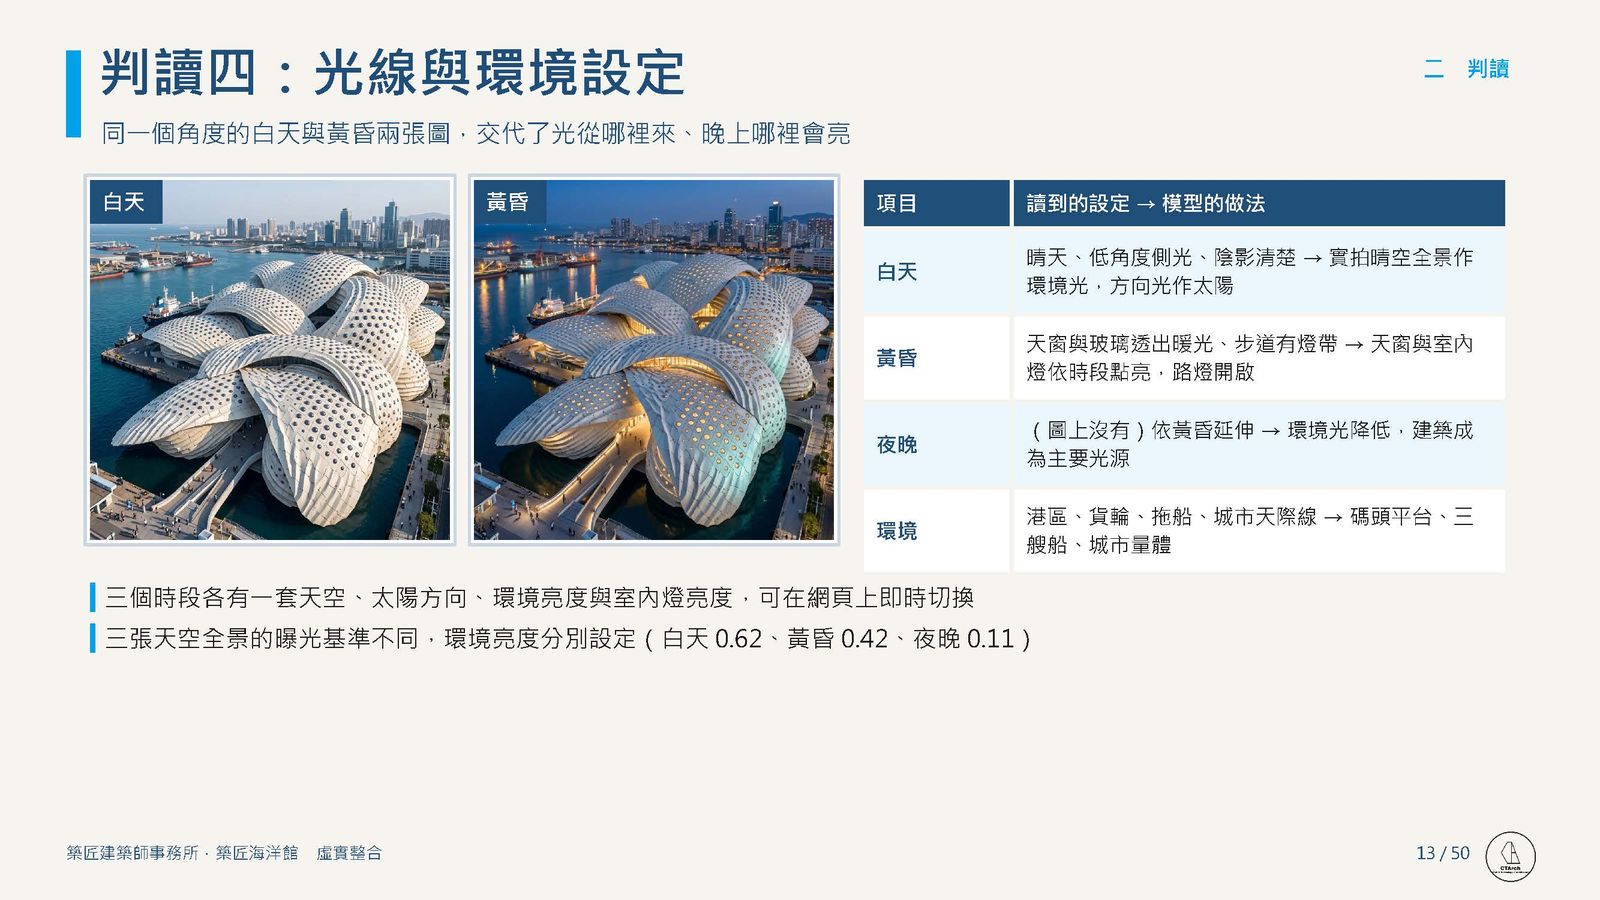 判讀四：光線與環境設定
二　判讀
同一個角度的白天與黃昏兩張圖，交代了光從哪裡來、晚上哪裡會亮
白天
黃昏
項目
讀到的設定 → 模型的做法
白天
晴天、低角度側光、陰影清楚 → 實拍晴空全景作
環境光，方向光作太陽
黃昏
天窗與玻璃透出暖光、步道有燈帶 → 天窗與室內
燈依時段點亮，路燈開啟
夜晚
（圖上沒有）依黃昏延伸 → 環境光降低，建築成
為主要光源
環境
港區、貨輪、拖船、城市天際線 → 碼頭平台、三
艘船、城市量體
三個時段各有一套天空、太陽方向、環境亮度與室內燈亮度，可在網頁上即時切換
三張天空全景的曝光基準不同，環境亮度分別設定（白天 0.62、黃昏 0.42、夜晚 0.11）
築匠建築師事務所．築匠海洋館　虛實整合
13 / 50
CTArch